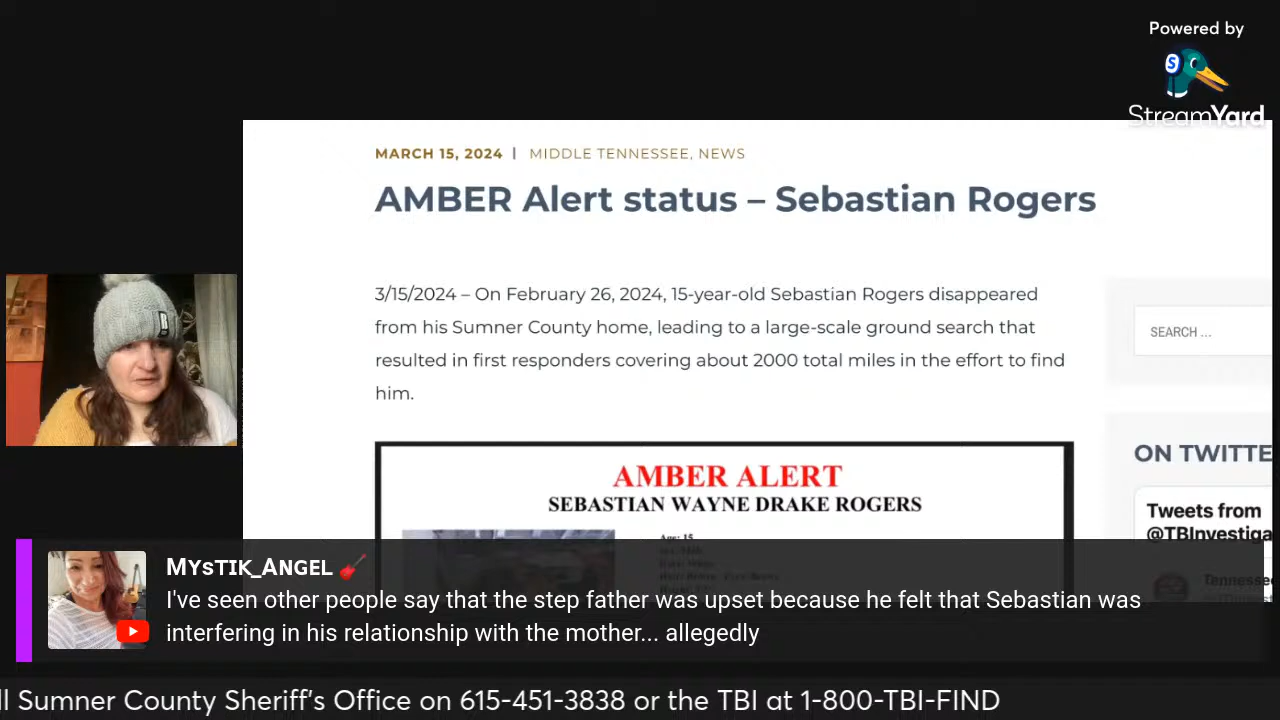 Powered by
StreamYard
MARCH 15, 2024 | MIDDLE TENNESSEE, NEWS
AMBER Alert status – Sebastian Rogers
3/15/2024 – On February 26, 2024, 15-year-old Sebastian Rogers disappeared
from his Sumner County home, leading to a large-scale ground search that
resulted in first responders covering about 2000 total miles in the effort to find
him.
SEARCH ...
ON TWITTE
Tweets from
@TBInvestiga
Tennessee
AMBER ALERT
SEBASTIAN WAYNE DRAKE ROGERS
Age: 15
MYSTIK_ANGEL
I've seen other people say that the step father was upset because he felt that Sebastian was
interfering in his relationship with the mother... allegedly
ll Sumner County Sheriff's Office on 615-451-3838 or the TBI at 1-800-TBI-FIND